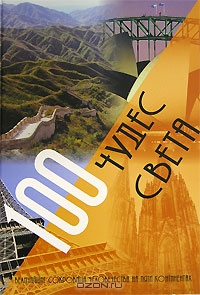 100
ЧУДЕС
СВЕТА
ВЕЛИЧАЙШИЕ СОКРОВИЩА ЧЕЛОВЕЧЕСТВА НА ПЯТИ КОНТИНЕНТАХ
OZON.ru